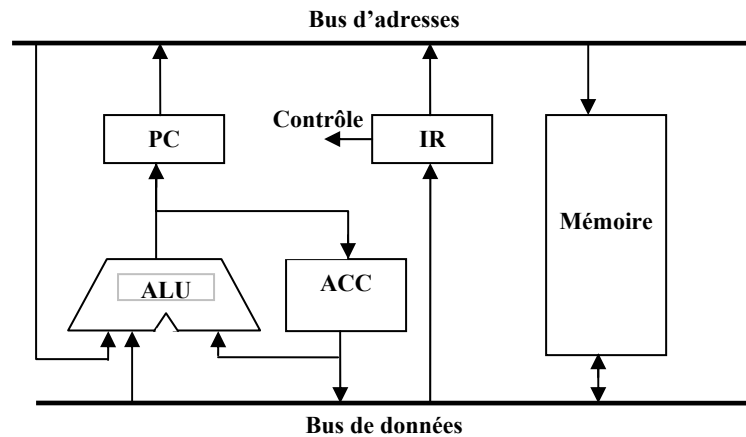 Bus d’adresses
Contrôle
PC
IR
Mémoire
ALU
ACC
Bus de données